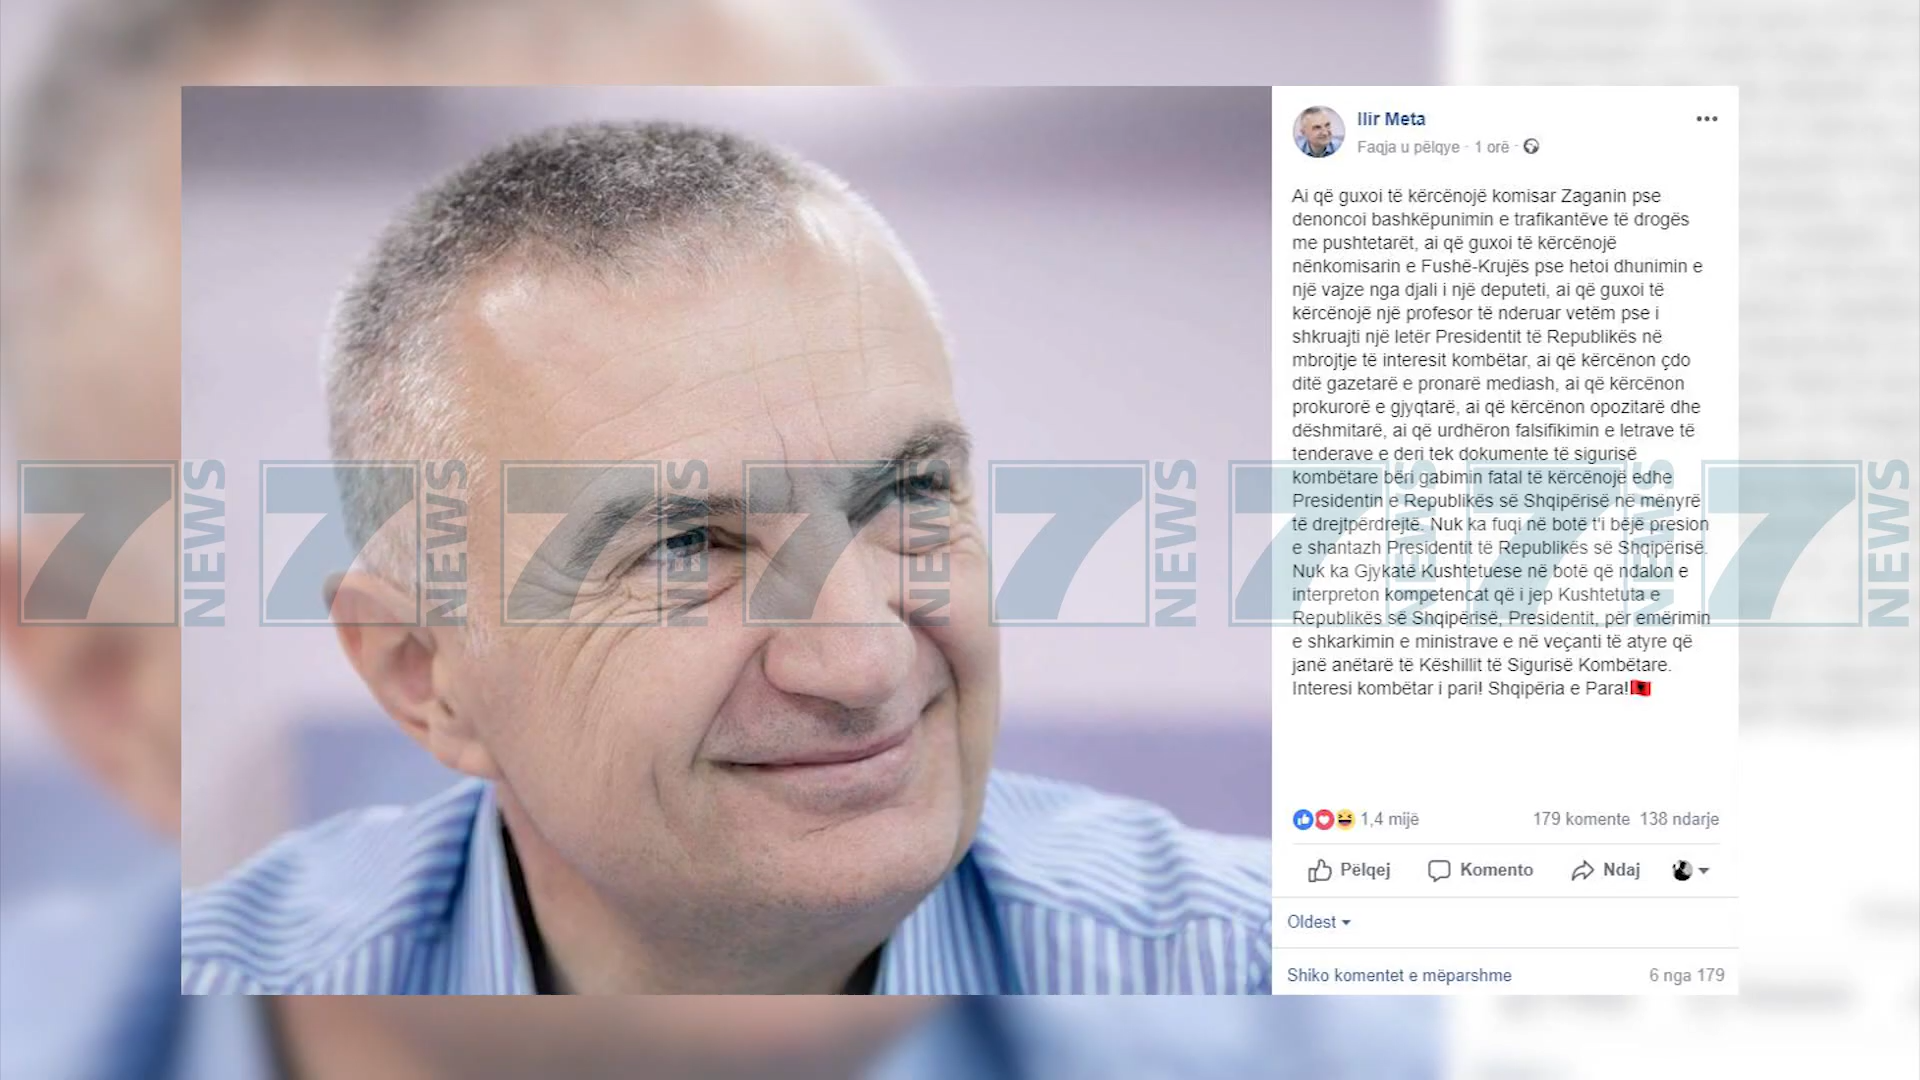 Ilir Meta
Faqja u pëlqye · 1 orë ·
Ai që guxoi të kërcënojë komisar Zaganin pse
denoncoi bashkëpunimin e trafikantëve të drogës
me pushtetarët, ai që guxoi të kërcënojë
nënkomisarin e Fushë-Krujës pse hetoi dhunimin e
një vajze nga djali i një deputeti, ai që guxoi të
kërcënojë një profesor të nderuar vetëm pse i
shkruajti një letër Presidentit të Republikës në
mbrojtje të interesit kombëtar, ai që kërcënon çdo
ditë gazetarë e pronarë mediash, ai që kërcënon
prokurorë e gjyqtarë, ai që kërcënon opozitarë dhe
dëshmitarë, ai që urdhëron falsifikimin e letrave të
tenderave e deri tek dokumente të sigurisë
kombëtare bëri gabimin fatal të kërcënojë edhe
Presidentin e Republikës së Shqipërisë në mënyrë
të drejtpërdrejtë. Nuk ka fuqi në botë t'i bëjë presion
e shantazh Presidentit të Republikës së Shqipërisë.
Nuk ka Gjykatë Kushtetuese në botë që ndalon e
interpreton kompetencat që i jep Kushtetuta e
Republikës së Shqipërisë, Presidentit, për emërimin
e shkarkimin e ministrave e në veçanti të atyre që
janë anëtarë të Këshillit të Sigurisë Kombëtare.
Interesi kombëtar i pari! Shqipëria e Para!
1,4 mijë 179 komente 138 ndarje
Pëlqej Komento Ndaj
Oldest
Shiko komentet e mëparshme 6 nga 179
7 NEWS 7 NEWS 7 NEWS 7 NEWS 7 NEWS 7 NEWS 7 NEWS 7 NEWS